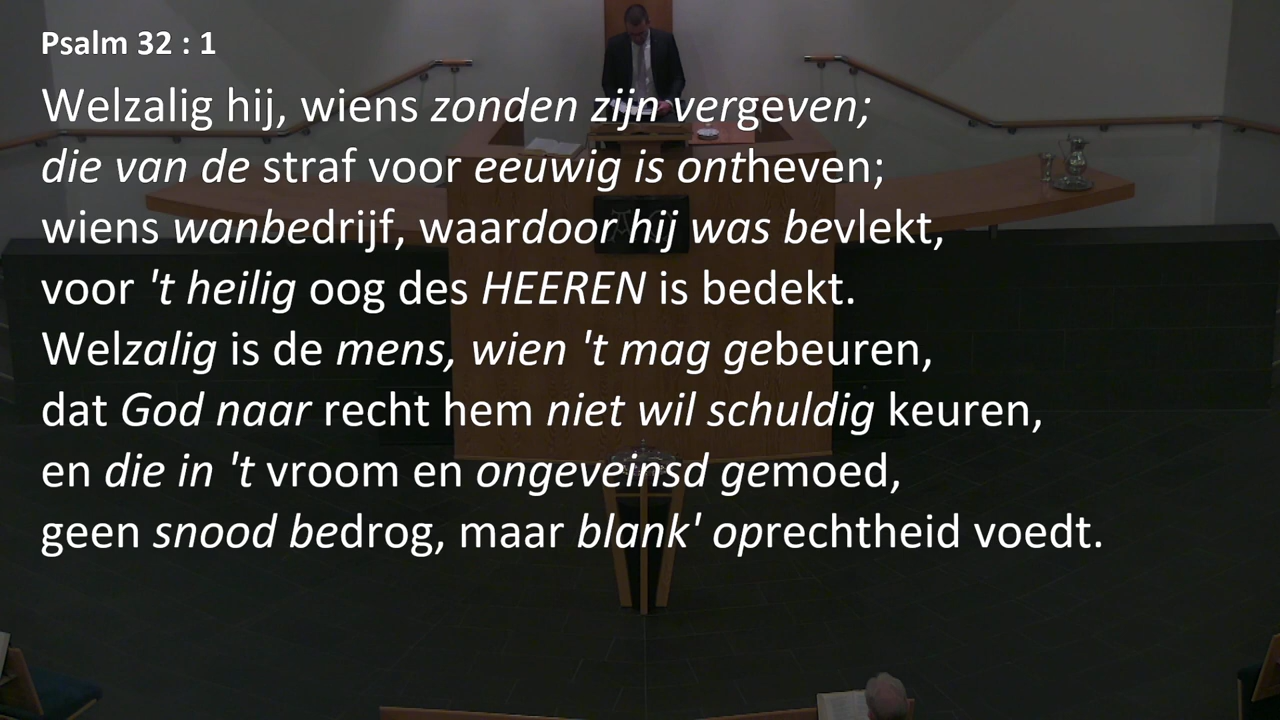 Psalm 32 : 1
Welzalig hij, wiens zonden zijn vergeven;
die van de straf voor eeuwig is ontheven;
wiens wanbedrijf, waardoor hij was bevlekt,
voor 't heilig oog des HEEREN is bedekt.
Welzalig is de mens, wien 't mag gebeuren,
dat God naar recht hem niet wil schuldig keuren,
en die in 't vroom en ongeveinsd gemoed,
geen snood bedrog, maar blank' oprechtheid voedt.